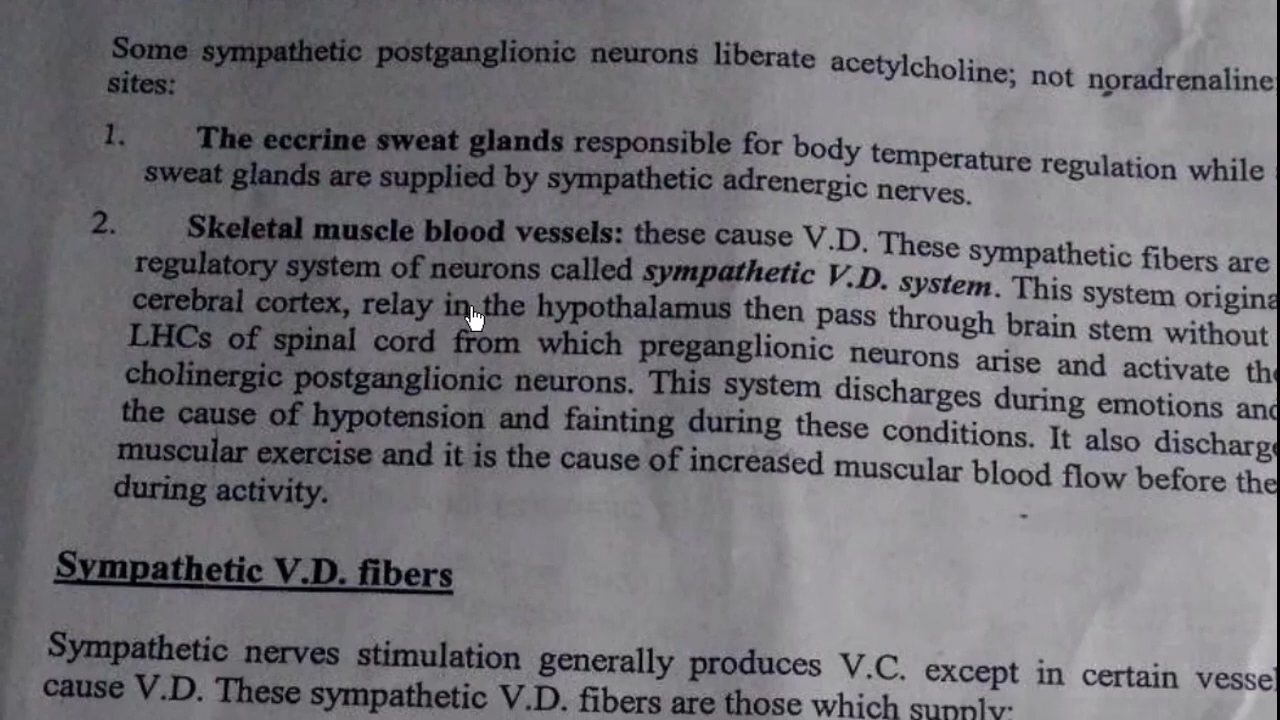 Some sympathetic postganglionic neurons liberate acetylcholine; not noradrenaline
sites:
1. The eccrine sweat glands responsible for body temperature regulation while
sweat glands are supplied by sympathetic adrenergic nerves.
2. Skeletal muscle blood vessels: these cause V.D. These sympathetic fibers are
regulatory system of neurons called sympathetic V.D. system. This system origina
cerebral cortex, relay in the hypothalamus then pass through brain stem without
LHCs of spinal cord from which preganglionic neurons arise and activate the
cholinergic postganglionic neurons. This system discharges during emotions and
the cause of hypotension and fainting during these conditions. It also discharge
muscular exercise and it is the cause of increased muscular blood flow before the
during activity.
Sympathetic V.D. fibers
Sympathetic nerves stimulation generally produces V.C. except in certain vessel
cause V.D. These sympathetic V.D. fibers are those which supply: